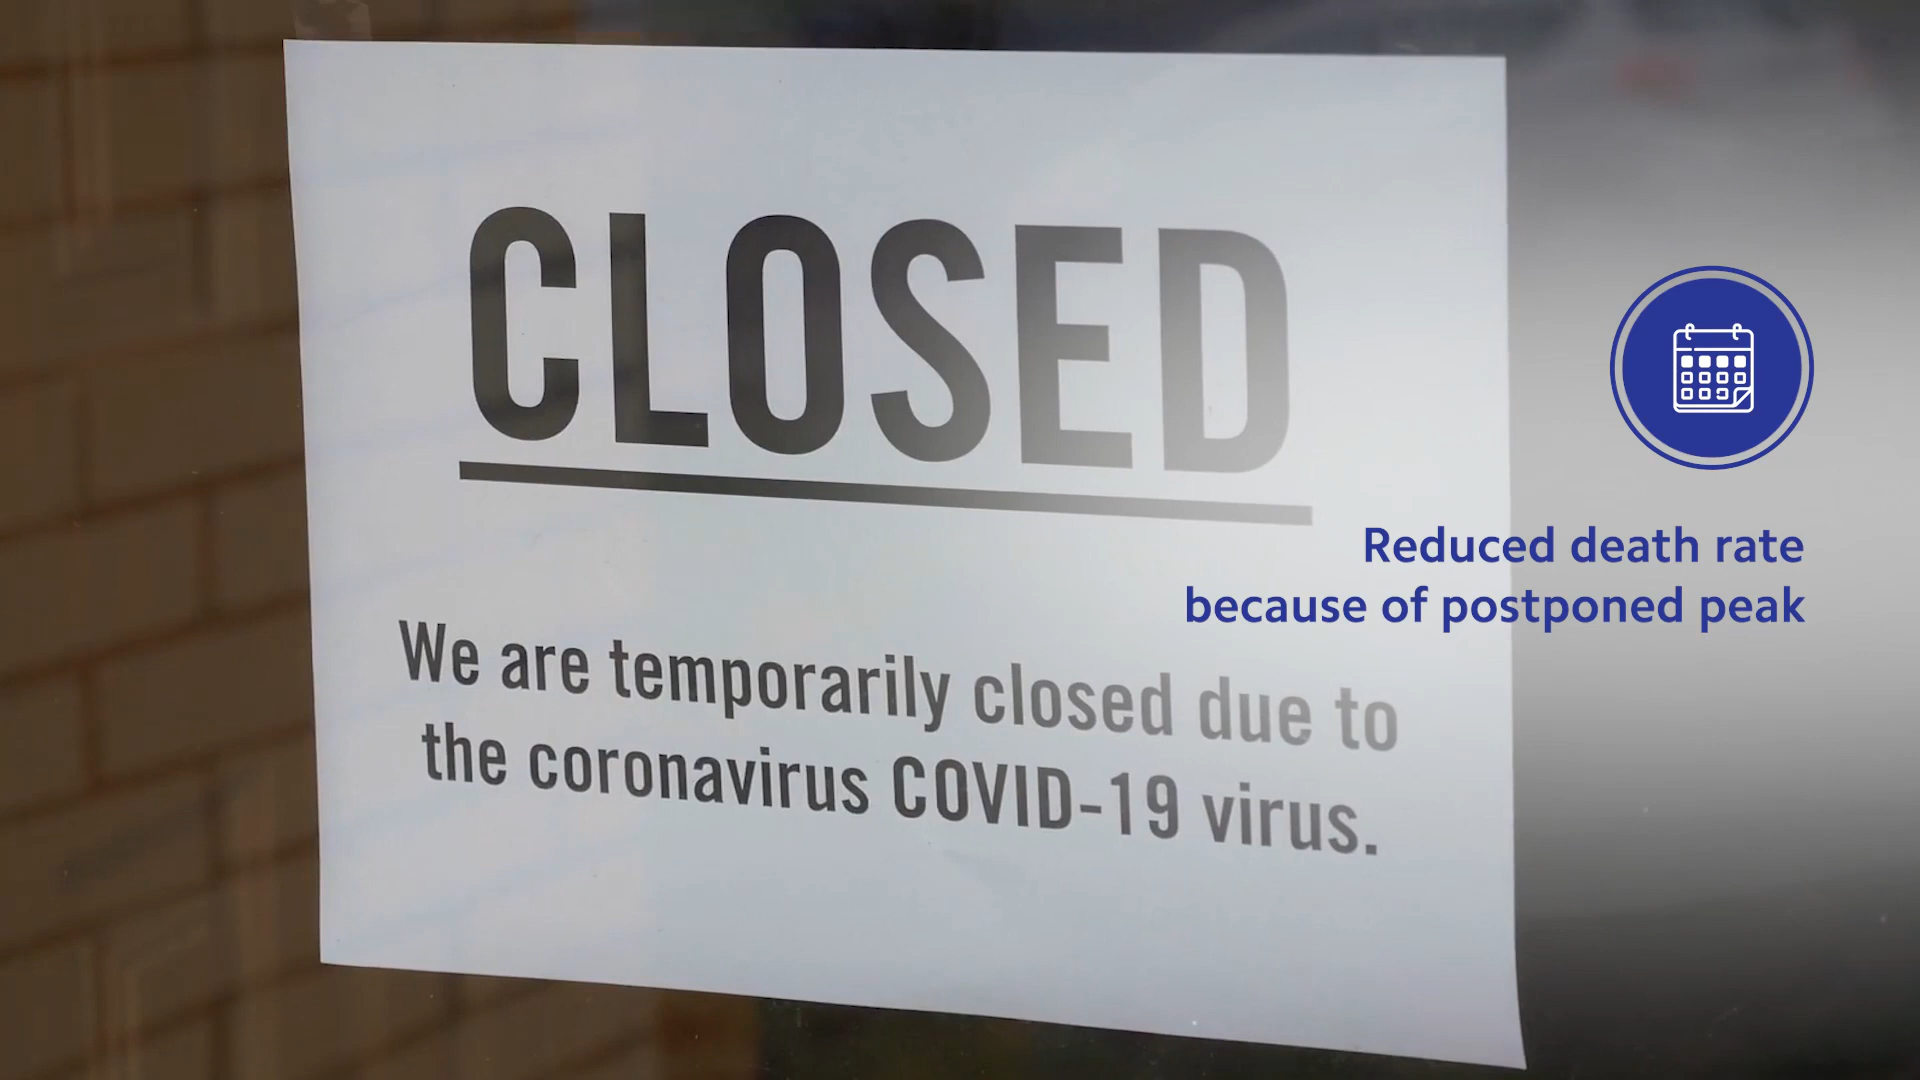 CLOSED
We are temporarily closed due to
the coronavirus COVID-19 virus.
Reduced death rate
because of postponed peak